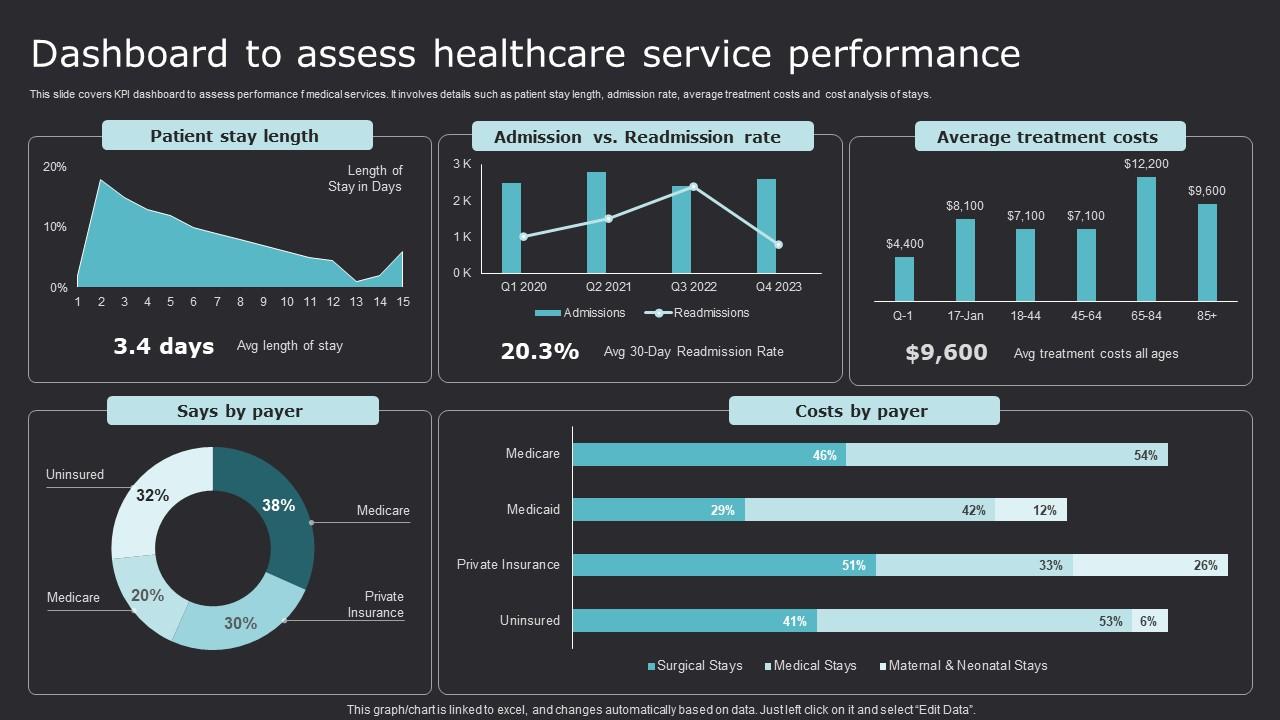 Dashboard to assess healthcare service performance
This slide covers KPI dashboard to assess performance f medical services. It involves details such as patient stay length, admission rate, average treatment costs and cost analysis of stays.
Patient stay length
20%
10%
0%
Length of
Stay in Days
1 2 3 4 5 6 7 8 9 10 11 12 13 14 15
3.4 days Avg length of stay
Admission vs. Readmission rate
3 K
2 K
1 K
0 K
Q1 2020 Q2 2021 Q3 2022 Q4 2023
Admissions Readmissions
20.3% Avg 30-Day Readmission Rate
Average treatment costs
$4,400 $8,100 $7,100 $7,100 $12,200 $9,600
Q-1 17-Jan 18-44 45-64 65-84 85+
$9,600 Avg treatment costs all ages
Says by payer
Uninsured
32%
38%
Medicare
Medicare
20%
30%
Private
Insurance
Costs by payer
Medicare 46% 54%
Medicaid 29% 42% 12%
Private Insurance 51% 33% 26%
Uninsured 41% 53% 6%
Surgical Stays Medical Stays Maternal & Neonatal Stays
This graph/chart is linked to excel, and changes automatically based on data. Just left click on it and select “Edit Data”.